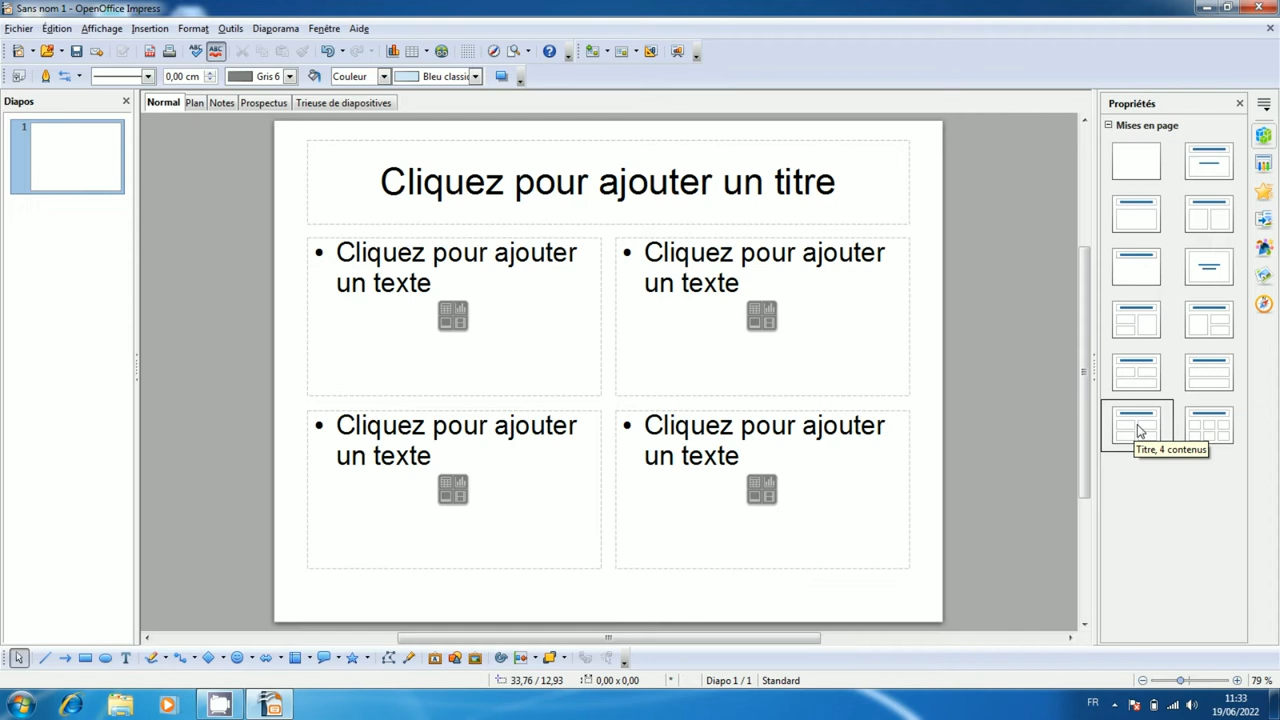 Sans nom 1 - OpenOffice Impress
Fichier Édition Affichage Insertion Format Outils Diaporama Fenêtre Aide
0,00 cm Gris 6 Couleur Bleu classic
Diapos
1
Normal Plan Notes Prospectus Trieuse de diapositives
Cliquez pour ajouter un titre
• Cliquez pour ajouter
un texte
• Cliquez pour ajouter
un texte
• Cliquez pour ajouter
un texte
• Cliquez pour ajouter
un texte
Propriétés
Mises en page
Titre, 4 contenus
33,76 / 12,93 0,00 x 0,00 * Diapo 1 / 1 Standard 79 %
FR 11:33
19/06/2022